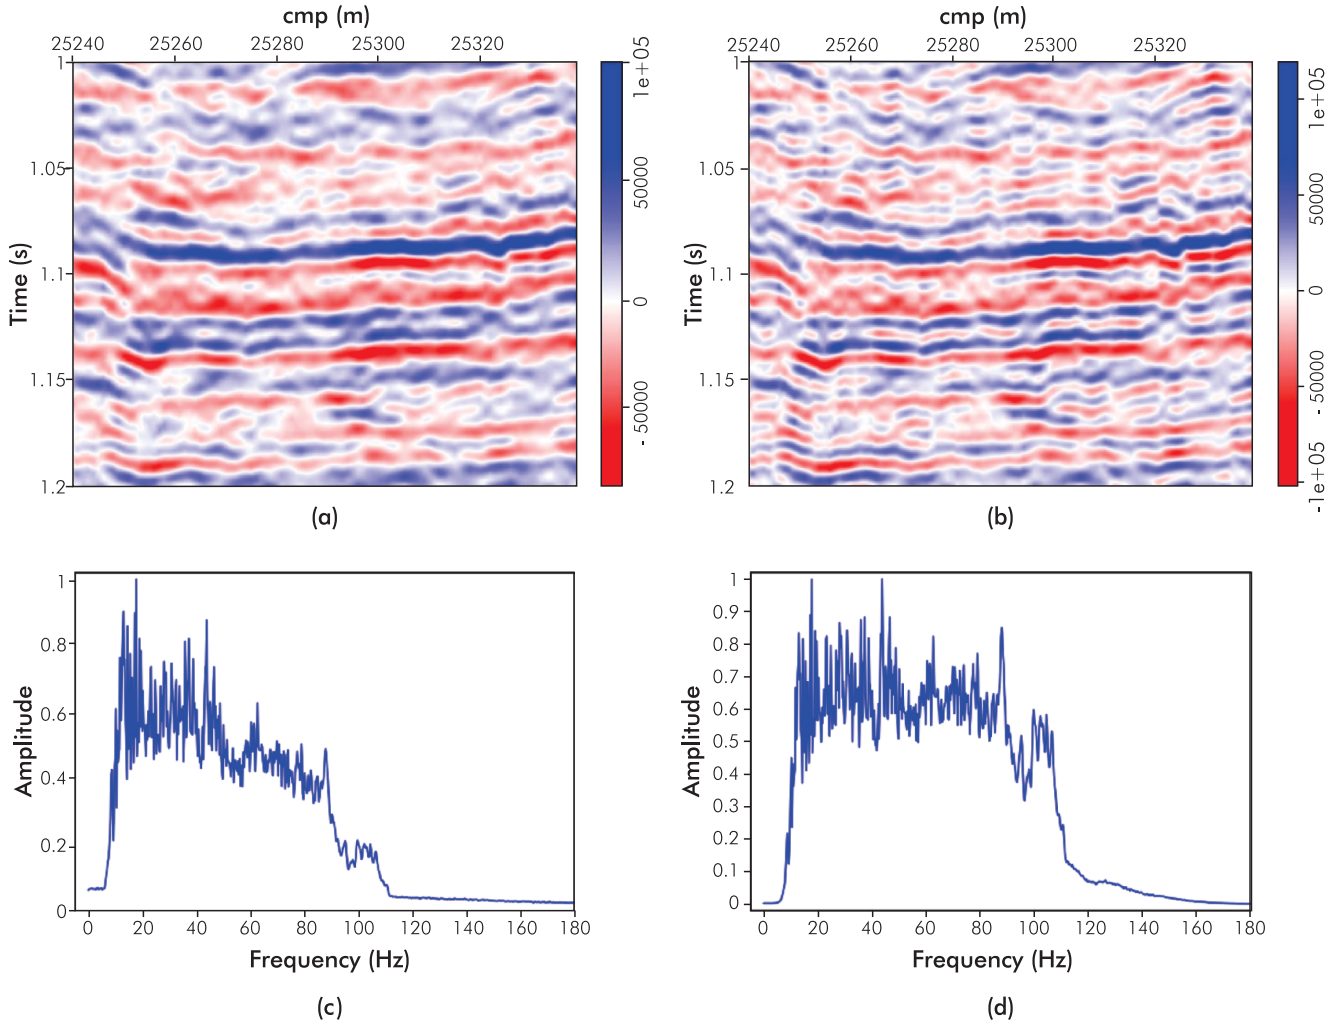 cmp (m)
25240 25260 25280 25300 25320
1
1.05
1.1
1.15
1.2
Time (s)
1e+05
50000
0
- 50000
(a)
cmp (m)
25240 25260 25280 25300 25320
1
1.05
1.1
1.15
1.2
Time (s)
1e+05
50000
0
- 50000
-1e+05
(b)
1
0.8
0.6
0.4
0.2
0
Amplitude
0 20 40 60 80 100 120 140 160 180
Frequency (Hz)
(c)
1
0.9
0.8
0.7
0.6
0.5
0.4
0.3
0.2
0.1
0
Amplitude
0 20 40 60 80 100 120 140 160 180
Frequency (Hz)
(d)